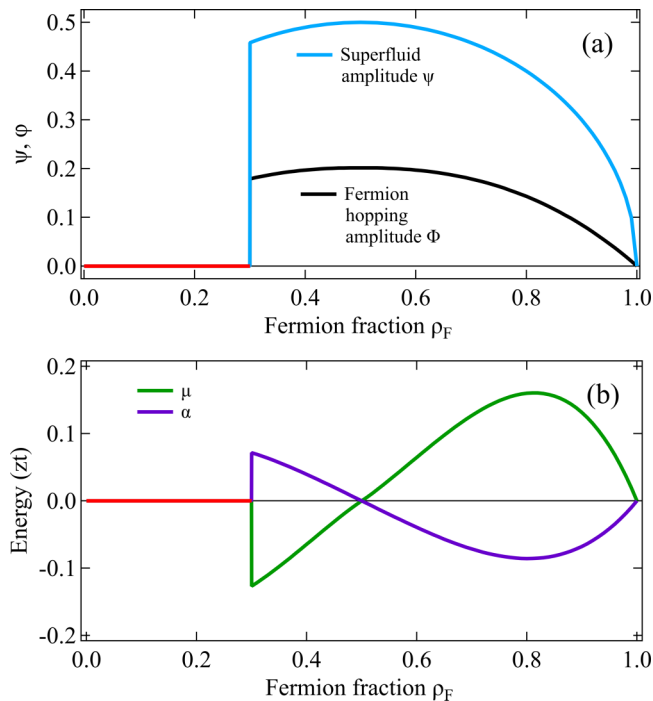 0.5
0.4
0.3
0.2
0.1
0.0
ψ, φ
(a)
Superfluid
amplitude ψ
Fermion
hopping
amplitude Φ
0.0 0.2 0.4 0.6 0.8 1.0
Fermion fraction ρF
0.2
0.1
0.0
-0.1
-0.2
Energy (zt)
μ
α
(b)
0.0 0.2 0.4 0.6 0.8 1.0
Fermion fraction ρF